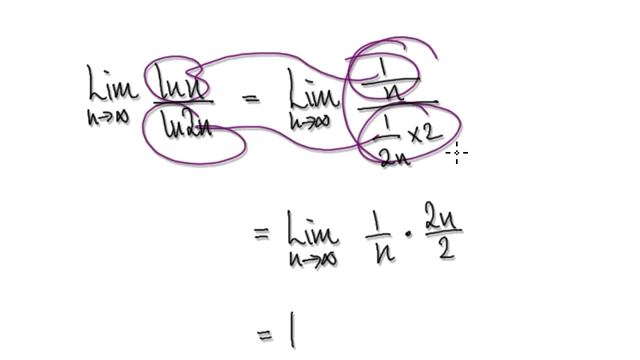 Lim n→∞ ln n / ln 2n = Lim n→∞ (1/n) / (1/2n × 2)
= Lim n→∞ 1/n · 2n/2
= 1